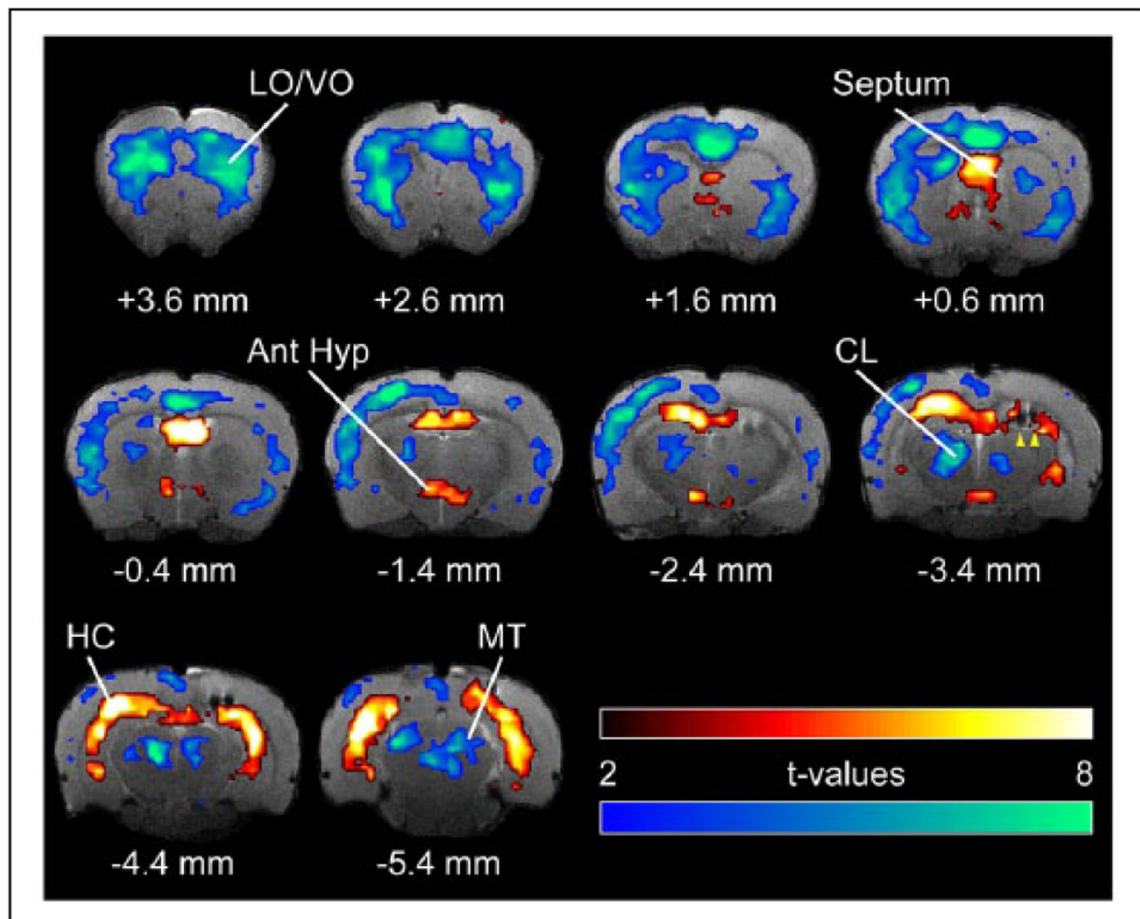 LO/VO Septum
+3.6 mm +2.6 mm +1.6 mm +0.6 mm
Ant Hyp CL
-0.4 mm -1.4 mm -2.4 mm -3.4 mm
HC MT
2 t-values 8
-4.4 mm -5.4 mm